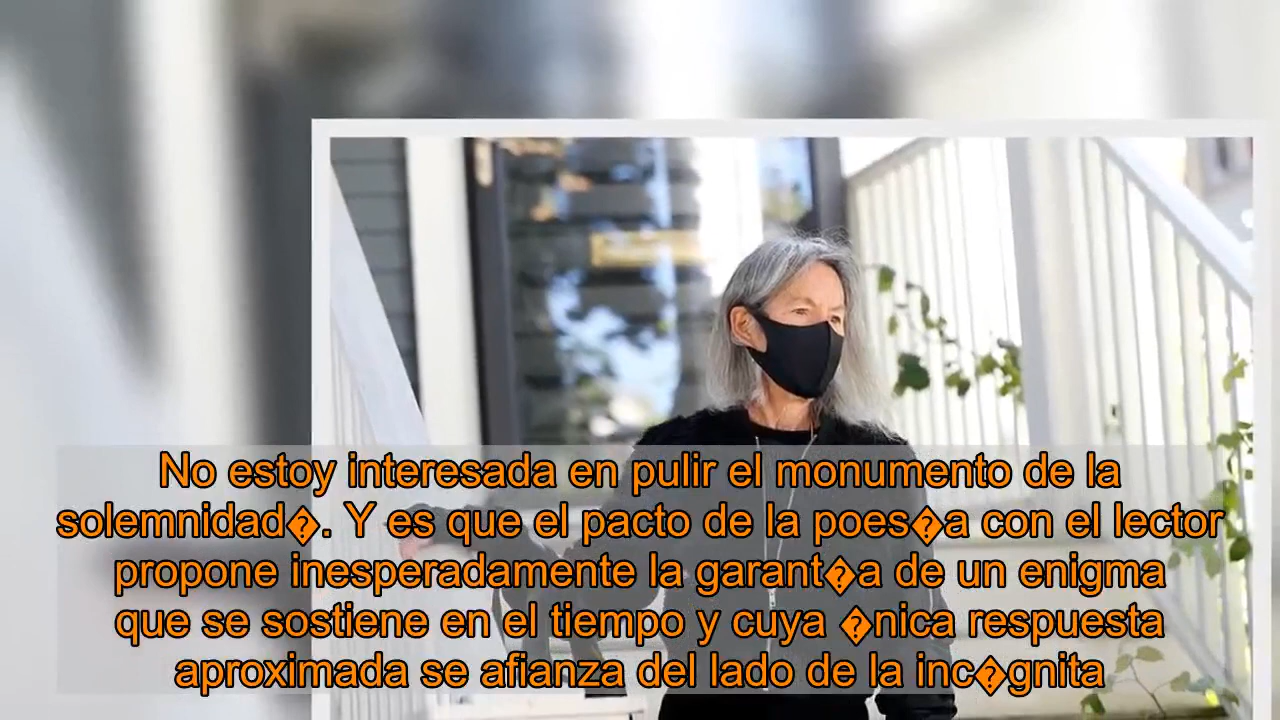 No estoy interesada en pulir el monumento de la
solemnidad�. Y es que el pacto de la poes�a con el lector
propone inesperadamente la garant�a de un enigma
que se sostiene en el tiempo y cuya �nica respuesta
aproximada se afianza del lado de la inc�gnita